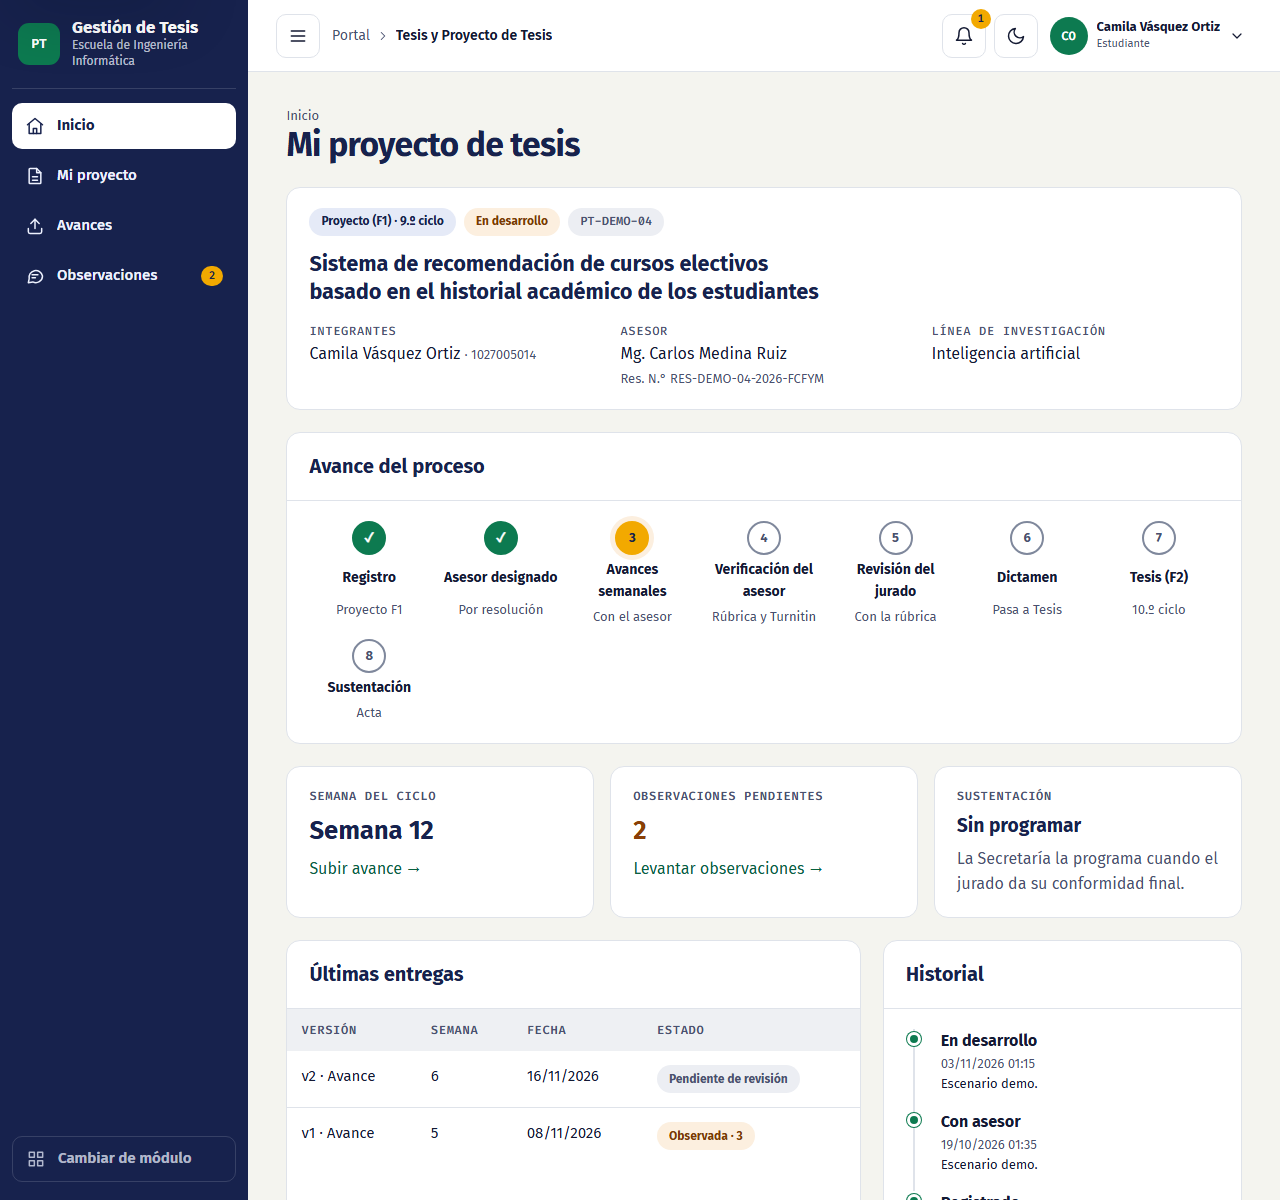 PT
Gestión de Tesis
Escuela de Ingeniería
Informática
Inicio
Mi proyecto
Avances
Observaciones
2
Cambiar de módulo
Portal
Tesis y Proyecto de Tesis
1
CO
Camila Vásquez Ortiz
Estudiante
Inicio
Mi proyecto de tesis
Proyecto (F1) · 9.º ciclo
En desarrollo
PT-DEMO-04
Sistema de recomendación de cursos electivos
basado en el historial académico de los estudiantes
INTEGRANTES
Camila Vásquez Ortiz · 1027005014
ASESOR
Mg. Carlos Medina Ruiz
Res. N.° RES-DEMO-04-2026-FCFYM
LÍNEA DE INVESTIGACIÓN
Inteligencia artificial
Avance del proceso
✓
Registro
Proyecto F1
✓
Asesor designado
Por resolución
3
Avances
semanales
Con el asesor
4
Verificación del
asesor
Rúbrica y Turnitin
5
Revisión del
jurado
Con la rúbrica
6
Dictamen
Pasa a Tesis
7
Tesis (F2)
10.º ciclo
8
Sustentación
Acta
SEMANA DEL CICLO
Semana 12
Subir avance →
OBSERVACIONES PENDIENTES
2
Levantar observaciones →
SUSTENTACIÓN
Sin programar
La Secretaría la programa cuando el
jurado da su conformidad final.
Últimas entregas
VERSIÓN SEMANA FECHA ESTADO
v2 · Avance 6 16/11/2026 Pendiente de revisión
v1 · Avance 5 08/11/2026 Observada · 3
Historial
En desarrollo
03/11/2026 01:15
Escenario demo.
Con asesor
19/10/2026 01:35
Escenario demo.
Registrado